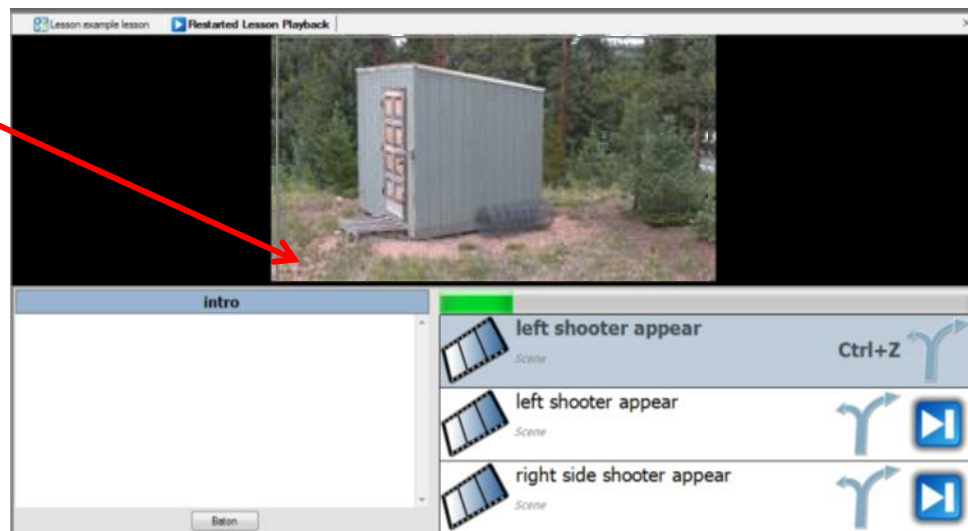 Lesson example lesson
Restarted Lesson Playback
intro
left shooter appear
Scene
Ctrl+Z
left shooter appear
Scene
right side shooter appear
Scene
Baton